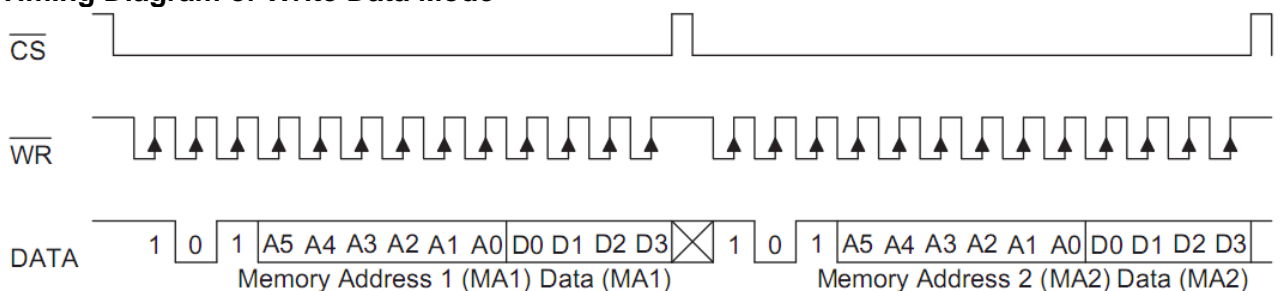 Timing Diagram of Write Data Mode
CS
WR
DATA 1 0 1 A5 A4 A3 A2 A1 A0 D0 D1 D2 D3 1 0 1 A5 A4 A3 A2 A1 A0 D0 D1 D2 D3
Memory Address 1 (MA1) Data (MA1) Memory Address 2 (MA2) Data (MA2)